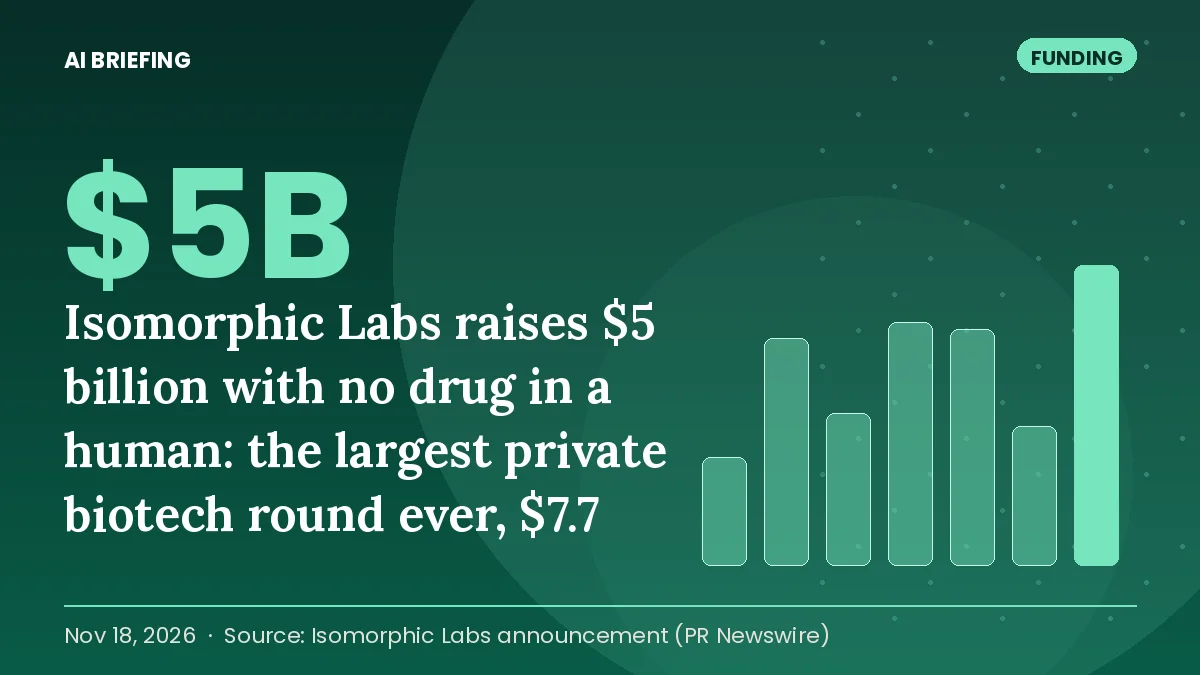 AI BRIEFING
FUNDING
$5B
Isomorphic Labs raises $5
billion with no drug in a
human: the largest private
biotech round ever, $7.7
Nov 18, 2026 · Source: Isomorphic Labs announcement (PR Newswire)